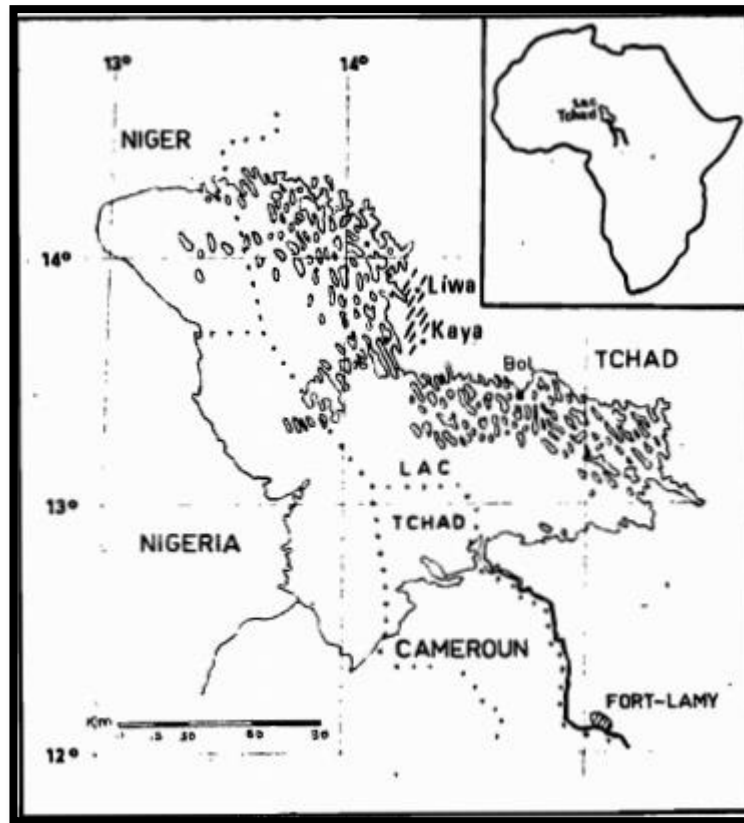 13°
14°
NIGER
Lac
Tchad
14°
Liwa
Kaya
Bol
TCHAD
LAC
13°
TCHAD
NIGERIA
CAMEROUN
FORT-LAMY
Km
12°